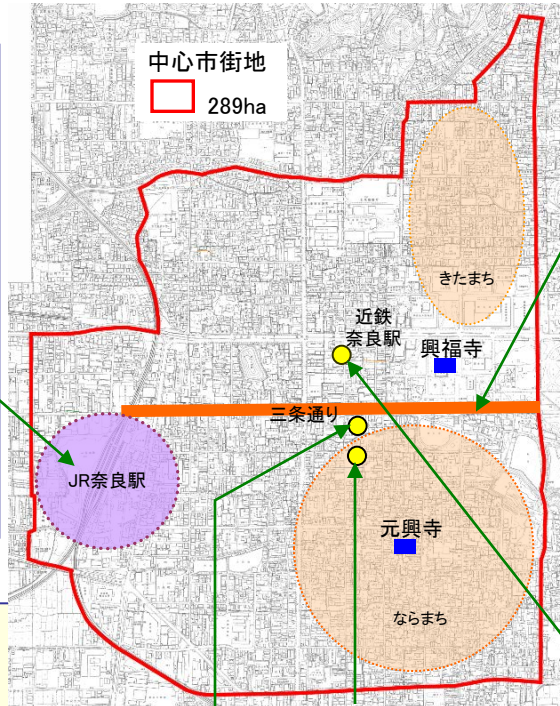 中心市街地
289ha
きたまち
近鉄
奈良駅
興福寺
三条通り
JR奈良駅
元興寺
ならまち